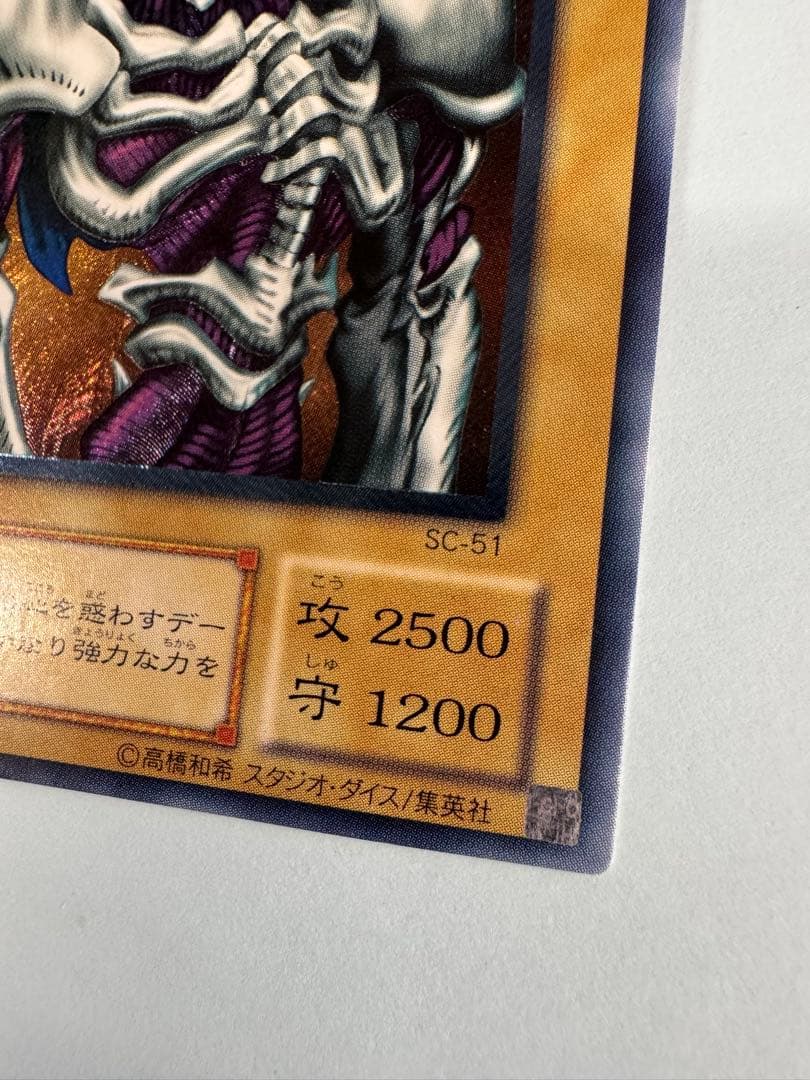 SC-51
を惑わすデー
まど
り強力な力を
きょうりょく ちから
こう
攻 2500
しゅ
守 1200
©高橋和希 スタジオ・ダイス/集英社